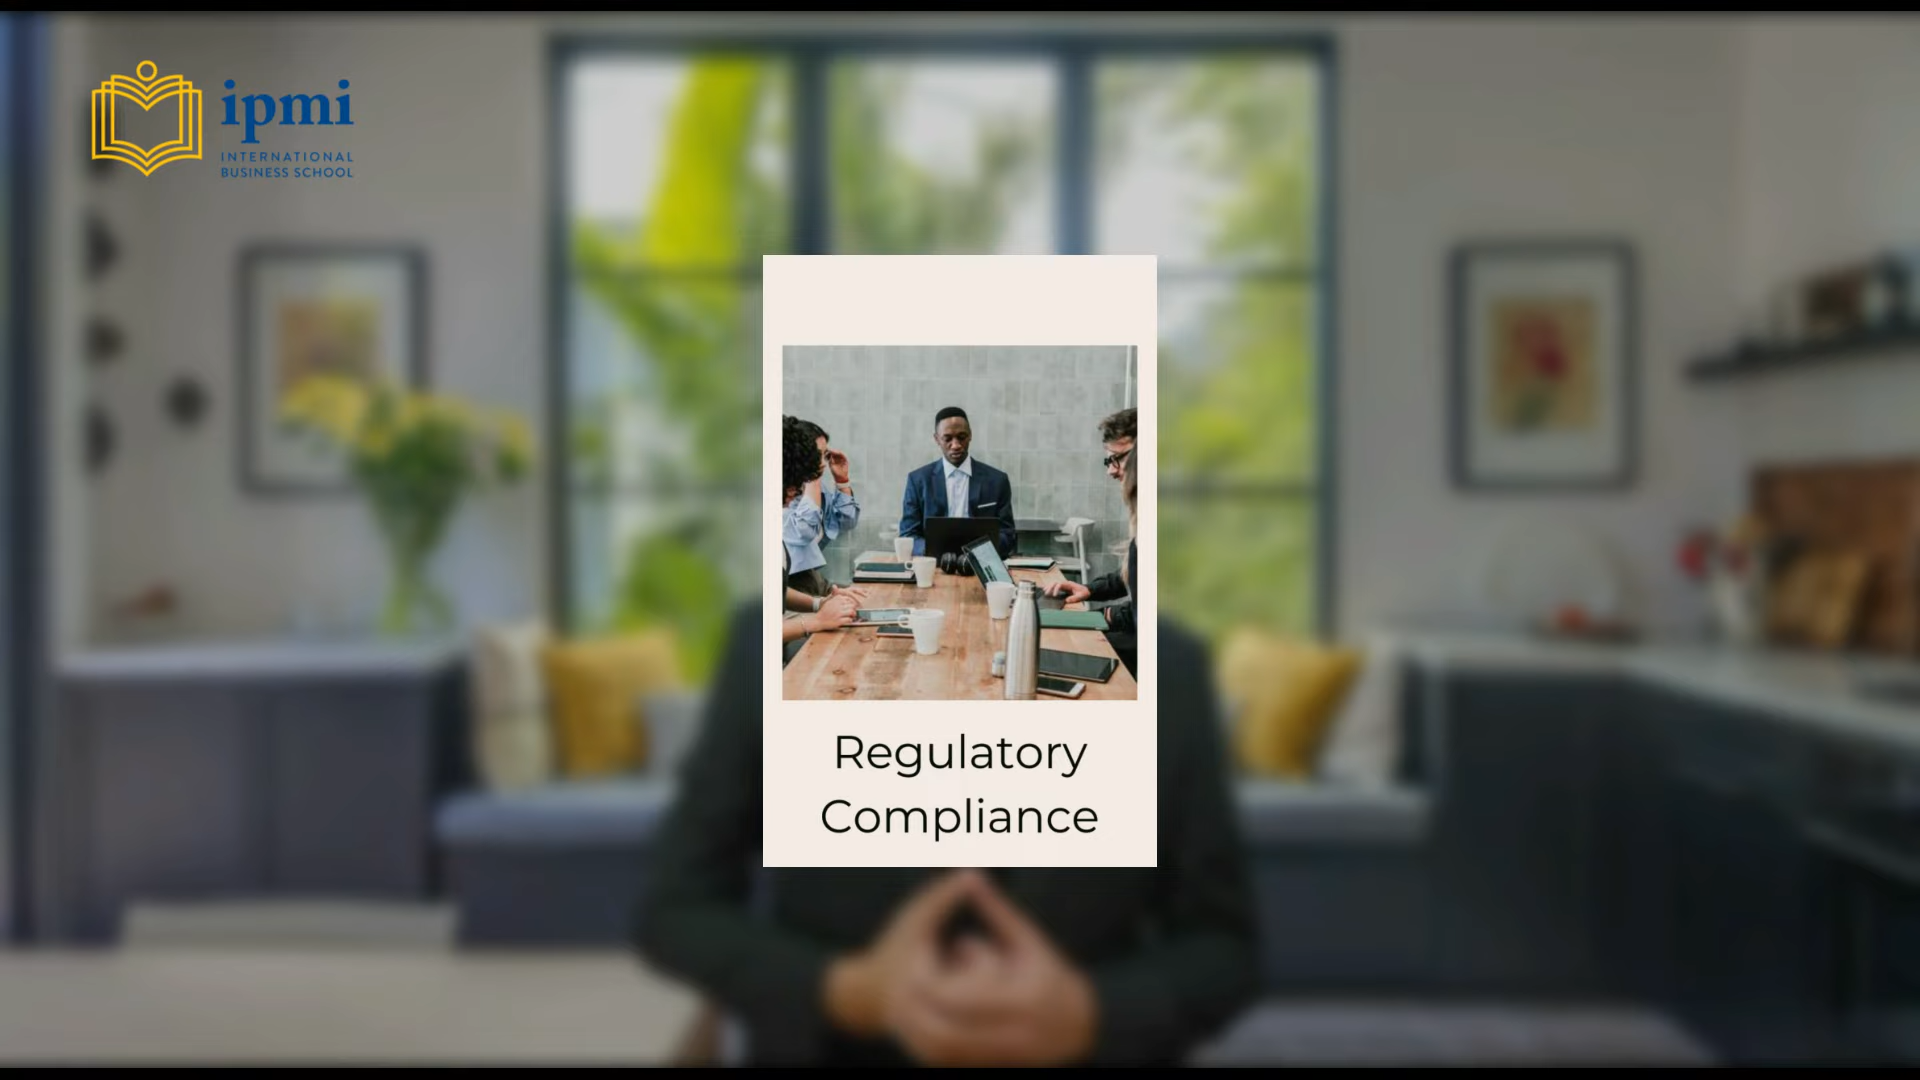 ipmi
INTERNATIONAL
BUSINESS SCHOOL
Regulatory
Compliance